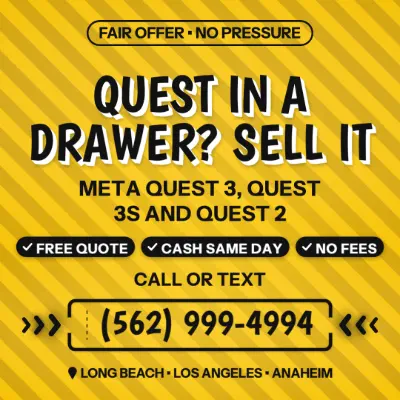 FAIR OFFER • NO PRESSURE
QUEST IN A
DRAWER? SELL IT
META QUEST 3, QUEST
3S AND QUEST 2
✓ FREE QUOTE ✓ CASH SAME DAY ✓ NO FEES
CALL OR TEXT
(562) 999-4994
LONG BEACH • LOS ANGELES • ANAHEIM